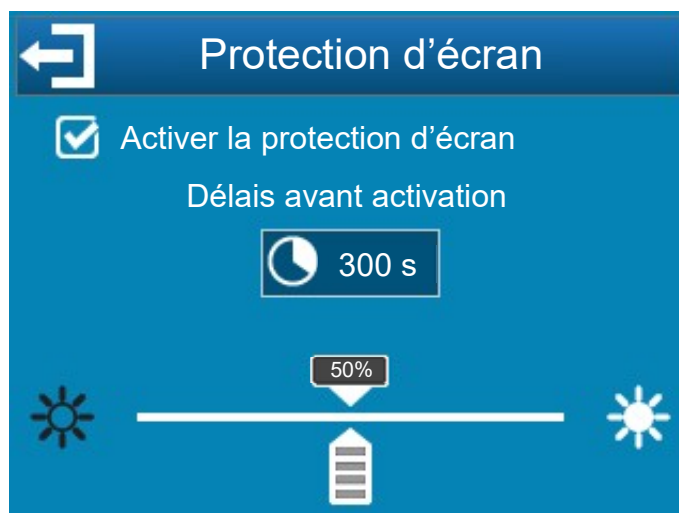 Protection d’écran
Activer la protection d’écran
Délais avant activation
300 s
50%